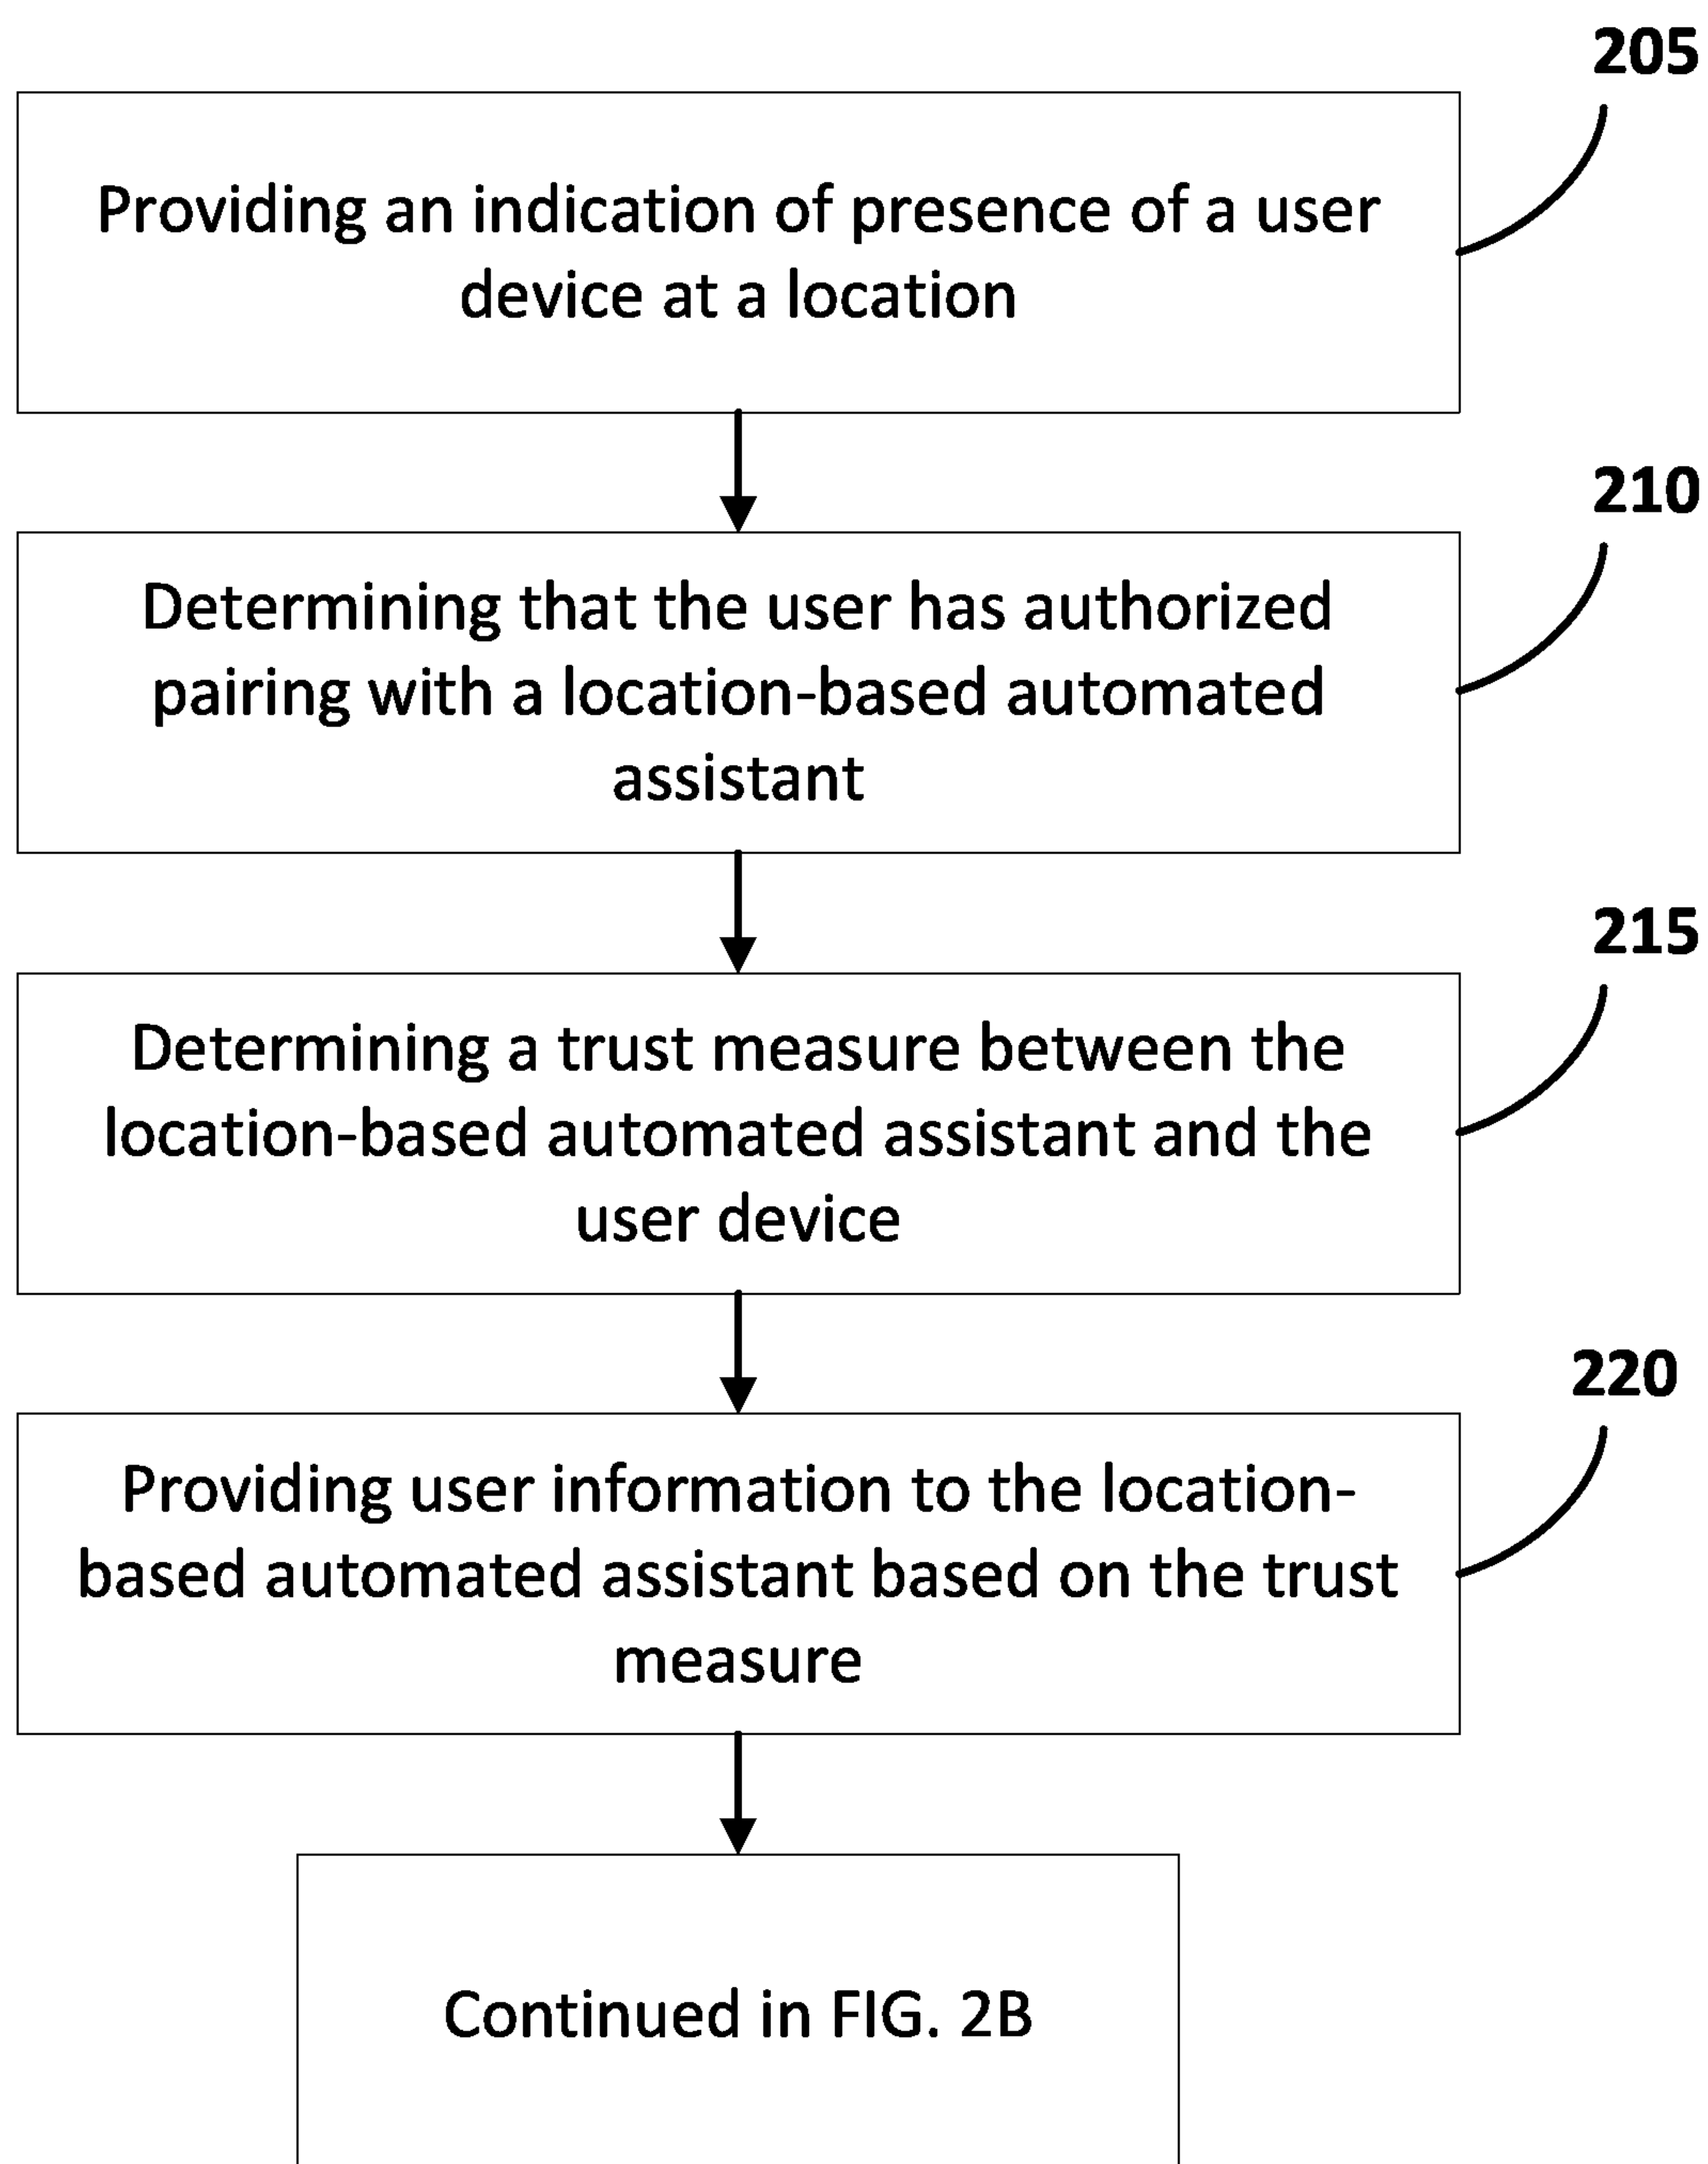 205
Providing an indication of presence of a user
device at a location
210
Determining that the user has authorized
pairing with a location-based automated
assistant
215
Determining a trust measure between the
location-based automated assistant and the
user device
220
Providing user information to the location-
based automated assistant based on the trust
measure
Continued in FIG. 2B